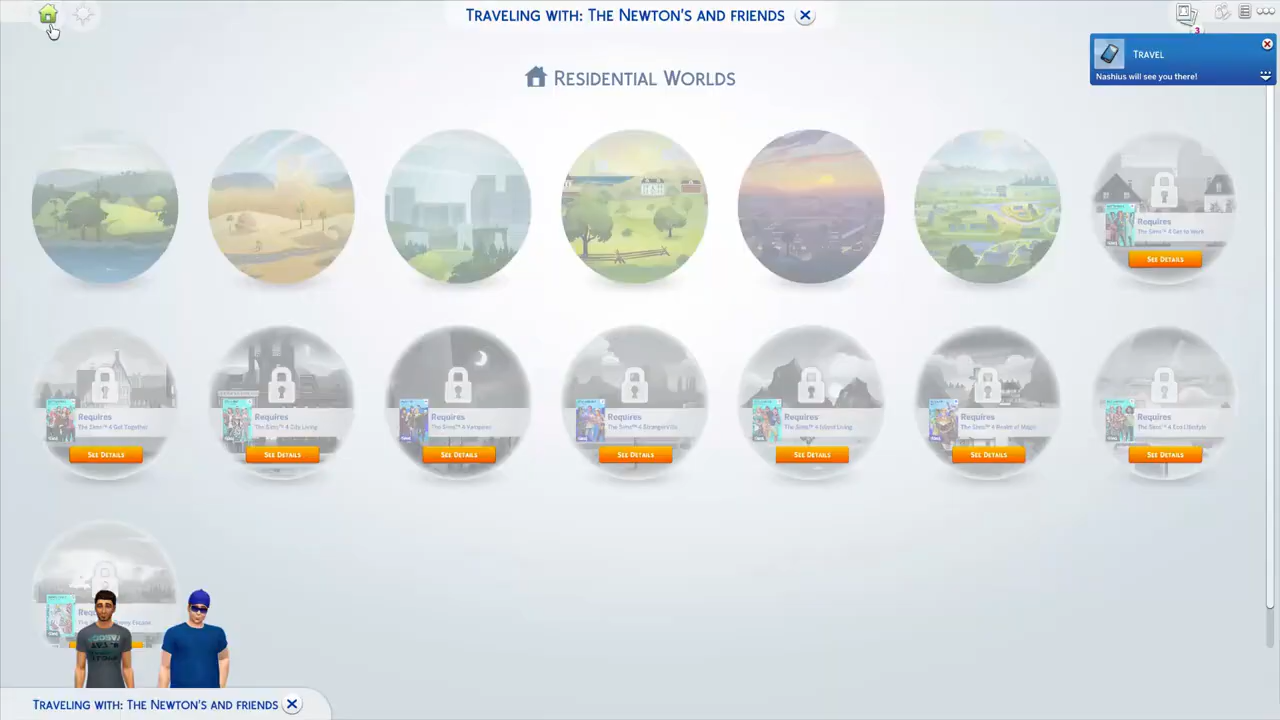 Traveling with: The Newton's and friends
3
Travel
Nashius will see you there!
Residential Worlds
Requires
The Sims™ 4 Get to Work
See Details
Requires
The Sims™ 4 Get Together
See Details
Requires
The Sims™ 4 City Living
See Details
Requires
The Sims™ 4 Vampires
See Details
Requires
The Sims™ 4 StrangerVille
See Details
Requires
The Sims™ 4 Island Living
See Details
Requires
The Sims™ 4 Realm of Magic
See Details
Requires
The Sims™ 4 Eco Lifestyle
See Details
Traveling with: The Newton's and friends